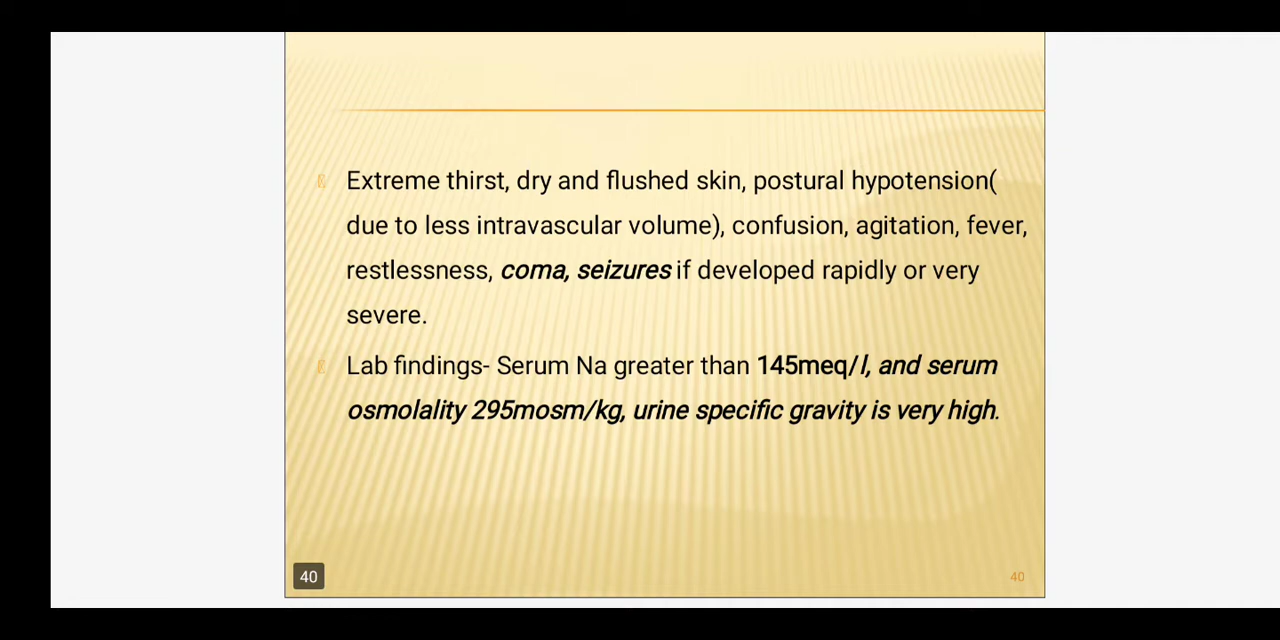 Extreme thirst, dry and flushed skin, postural hypotension(
due to less intravascular volume), confusion, agitation, fever,
restlessness, coma, seizures if developed rapidly or very
severe.
Lab findings- Serum Na greater than 145meq/l, and serum
osmolality 295mosm/kg, urine specific gravity is very high.
40
40